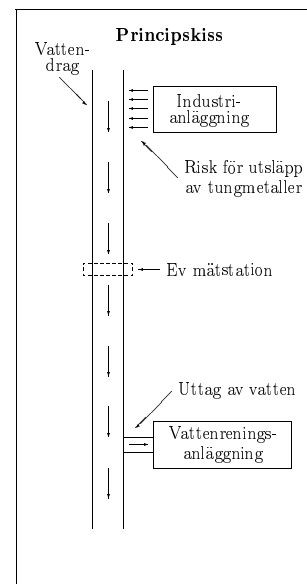 Principskiss
Vatten-
drag
Industri-
anläggning
Risk för utsläpp
av tungmetaller
Ev mätstation
Uttag av vatten
Vattenrenings-
anläggning